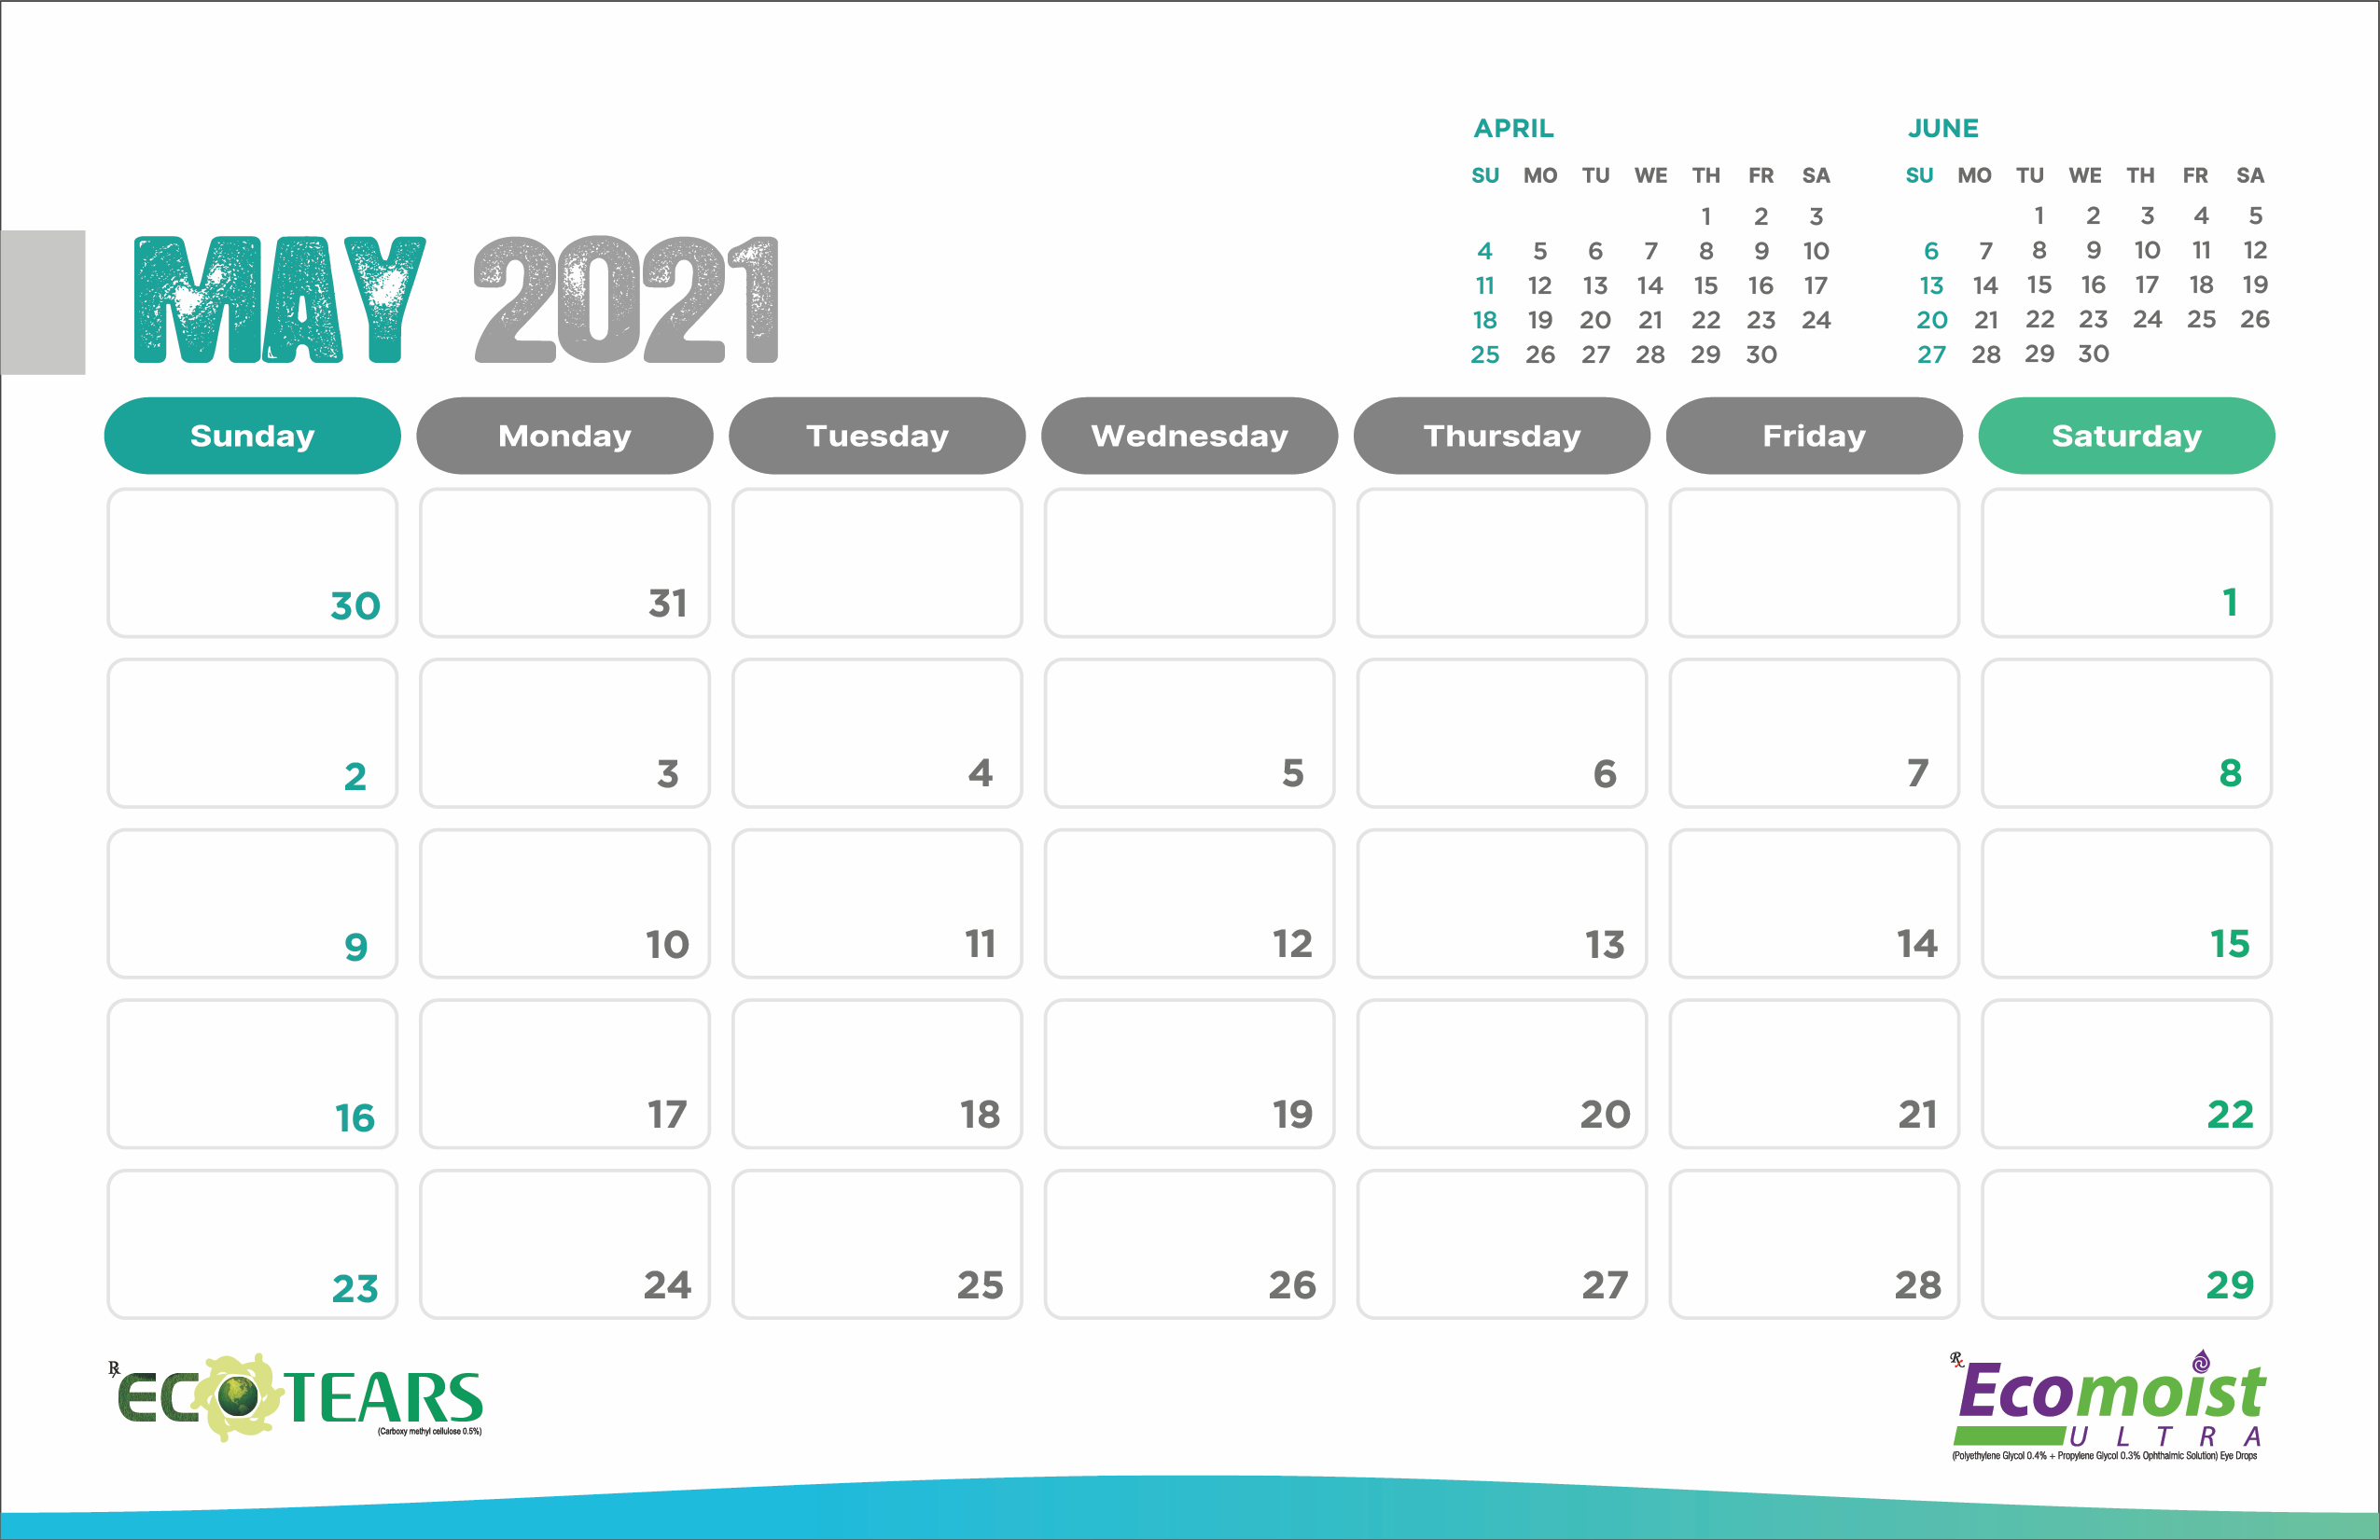 APRIL
SU MO TU WE TH FR SA
1 2 3
4 5 6 7 8 9 10
11 12 13 14 15 16 17
18 19 20 21 22 23 24
25 26 27 28 29 30
JUNE
SU MO TU WE TH FR SA
1 2 3 4 5
6 7 8 9 10 11 12
13 14 15 16 17 18 19
20 21 22 23 24 25 26
27 28 29 30
MAY 2021
Sunday Monday Tuesday Wednesday Thursday Friday Saturday
30 31 1
2 3 4 5 6 7 8
9 10 11 12 13 14 15
16 17 18 19 20 21 22
23 24 25 26 27 28 29
Rx ECOTEARS
(Carboxy methyl cellulose 0.5%)
Rx Ecomoist
ULTRA
(Polyethylene Glycol 0.4% + Propylene Glycol 0.3% Ophthalmic Solution) Eye Drops